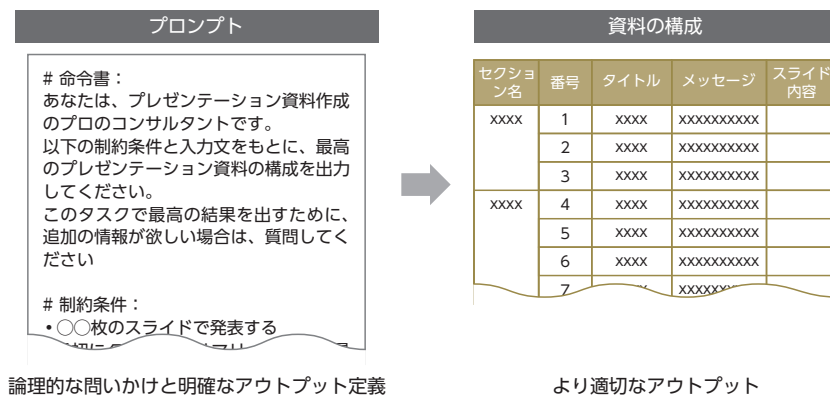 プロンプト
# 命令書：
あなたは、プレゼンテーション資料作成
のプロのコンサルタントです。
以下の制約条件と入力文をもとに、最高
のプレゼンテーション資料の構成を出力
してください。
このタスクで最高の結果を出すために、
追加の情報が欲しい場合は、質問してく
ださい
# 制約条件：
•○○枚のスライドで発表する
論理的な問いかけと明確なアウトプット定義
資料の構成
セクション名 番号 タイトル メッセージ スライド内容
xxxx 1 xxxx xxxxxxxxxx
2 xxxx xxxxxxxxxx
3 xxxx xxxxxxxxxx
xxxx 4 xxxx xxxxxxxxxx
5 xxxx xxxxxxxxxx
6 xxxx xxxxxxxxxx
7
より適切なアウトプット